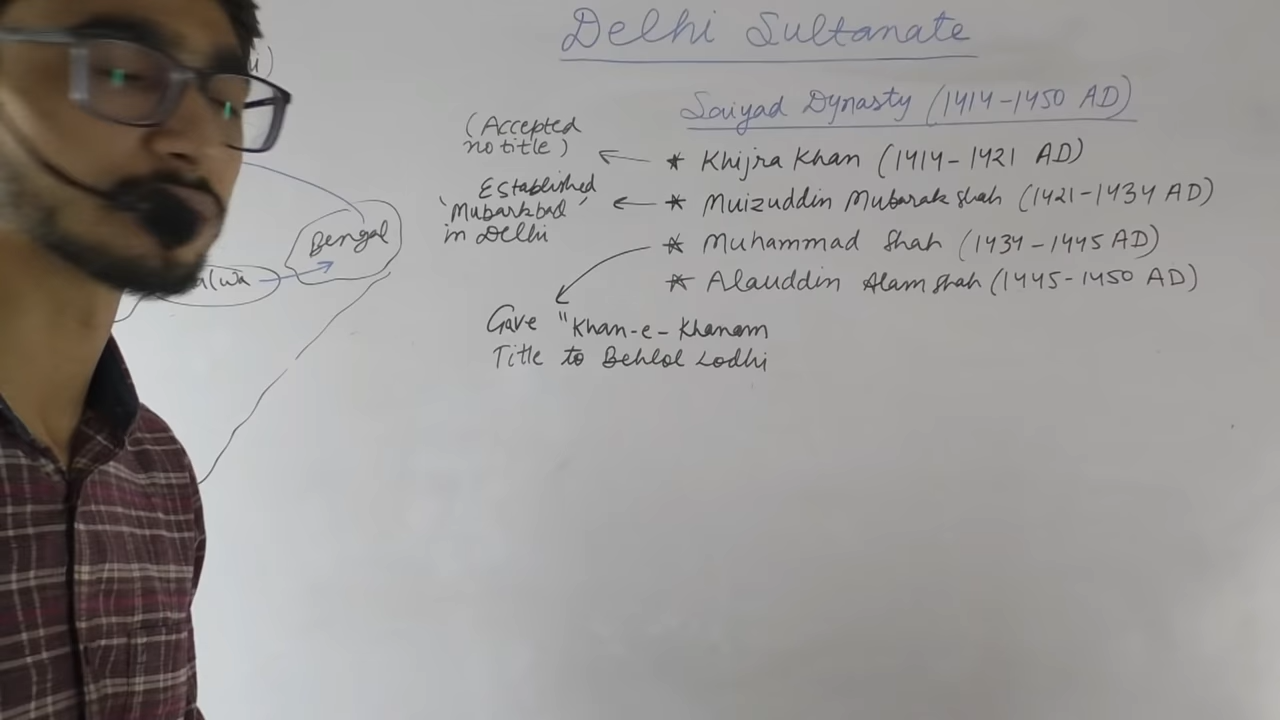 Delhi Sultanate
Saiyad Dynasty (1414-1450 AD)
* Khijra Khan (1414-1421 AD)
(Accepted
no title)
* Muizuddin Mubarak Shah (1421-1434 AD)
Established
'Mubarkbad'
in Delhi
* Muhammad Shah (1434-1445 AD)
* Alauddin Alam Shah (1445-1450 AD)
Gave "Khan-e-Khanam
Title to Behlol Lodhi
Bengal